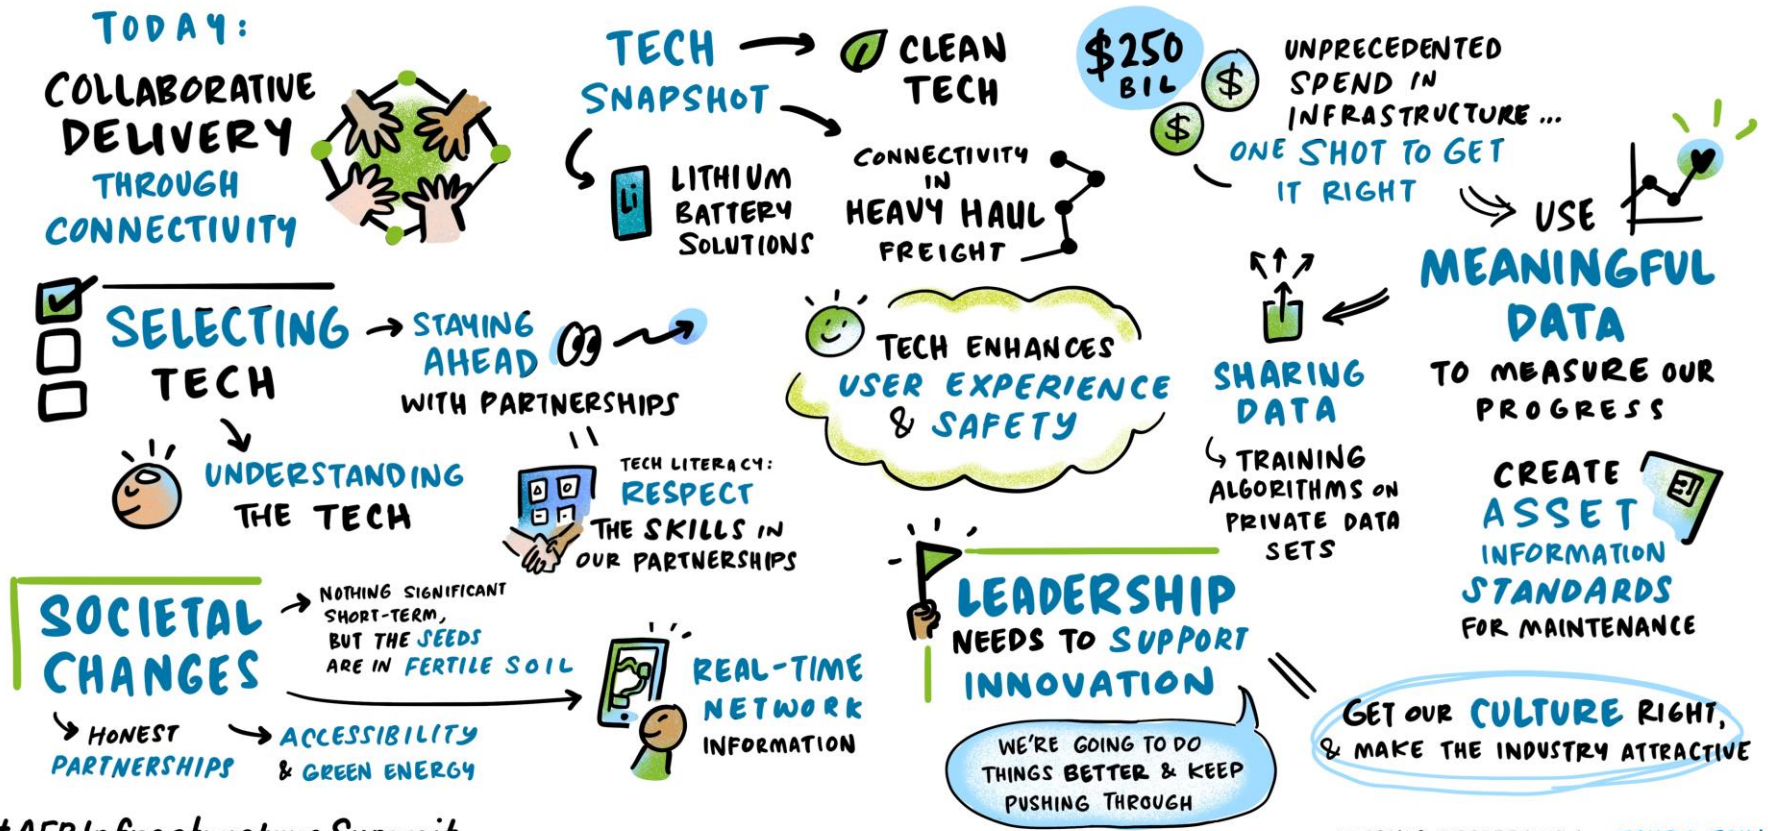 TODAY:
COLLABORATIVE
DELIVERY
THROUGH
CONNECTIVITY
TECH
SNAPSHOT
CLEAN
TECH
Li
LITHIUM
BATTERY
SOLUTIONS
CONNECTIVITY
IN
HEAVY HAUL
FREIGHT
$250
BIL
$
$
UNPRECEDENTED
SPEND IN
INFRASTRUCTURE...
ONE SHOT TO GET
IT RIGHT
USE
MEANINGFUL
DATA
TO MEASURE OUR
PROGRESS
SELECTING
TECH
STAYING
AHEAD
WITH PARTNERSHIPS
UNDERSTANDING
THE TECH
TECH LITERACY:
RESPECT
THE SKILLS IN
OUR PARTNERSHIPS
TECH ENHANCES
USER EXPERIENCE
& SAFETY
SHARING
DATA
TRAINING
ALGORITHMS ON
PRIVATE DATA
SETS
CREATE
ASSET
INFORMATION
STANDARDS
FOR MAINTENANCE
SOCIETAL
CHANGES
NOTHING SIGNIFICANT
SHORT-TERM,
BUT THE SEEDS
ARE IN FERTILE SOIL
HONEST
PARTNERSHIPS
ACCESSIBILITY
& GREEN ENERGY
REAL-TIME
NETWORK
INFORMATION
LEADERSHIP
NEEDS TO SUPPORT
INNOVATION
WE'RE GOING TO DO
THINGS BETTER & KEEP
PUSHING THROUGH
GET OUR CULTURE RIGHT,
& MAKE THE INDUSTRY ATTRACTIVE
#AFRInfrastructureSummit